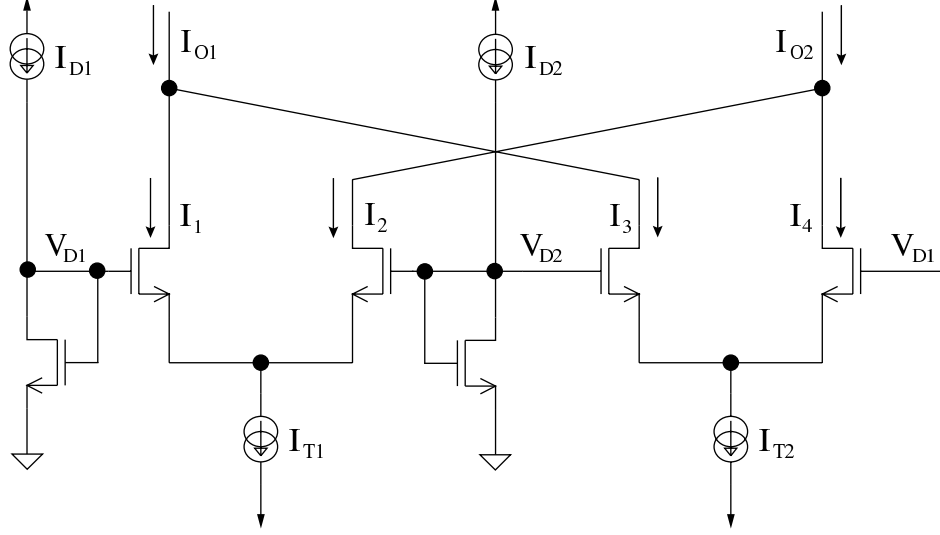 I_D1
I_O1
I_D2
I_O2
V_D1
I_1
I_2
V_D2
I_3
I_4
V_D1
I_T1
I_T2